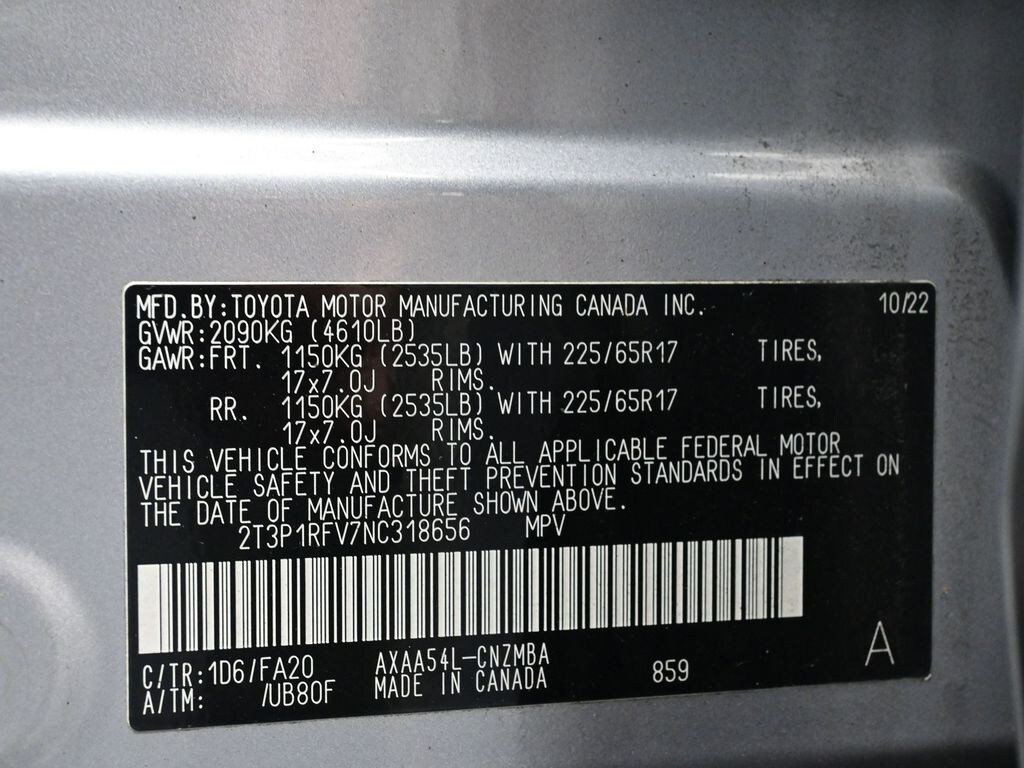 MFD.BY:TOYOTA MOTOR MANUFACTURING CANADA INC. 10/22
GVWR:2090KG (4610LB)
GAWR:FRT. 1150KG (2535LB) WITH 225/65R17 TIRES,
17x7.0J RIMS.
RR. 1150KG (2535LB) WITH 225/65R17 TIRES,
17x7.0J RIMS.
THIS VEHICLE CONFORMS TO ALL APPLICABLE FEDERAL MOTOR
VEHICLE SAFETY AND THEFT PREVENTION STANDARDS IN EFFECT ON
THE DATE OF MANUFACTURE SHOWN ABOVE.
2T3P1RFV7NC318656 MPV
C/TR:1D6/FA20 AXAA54L-CNZMBA 859 A
A/TM: /UB80F MADE IN CANADA